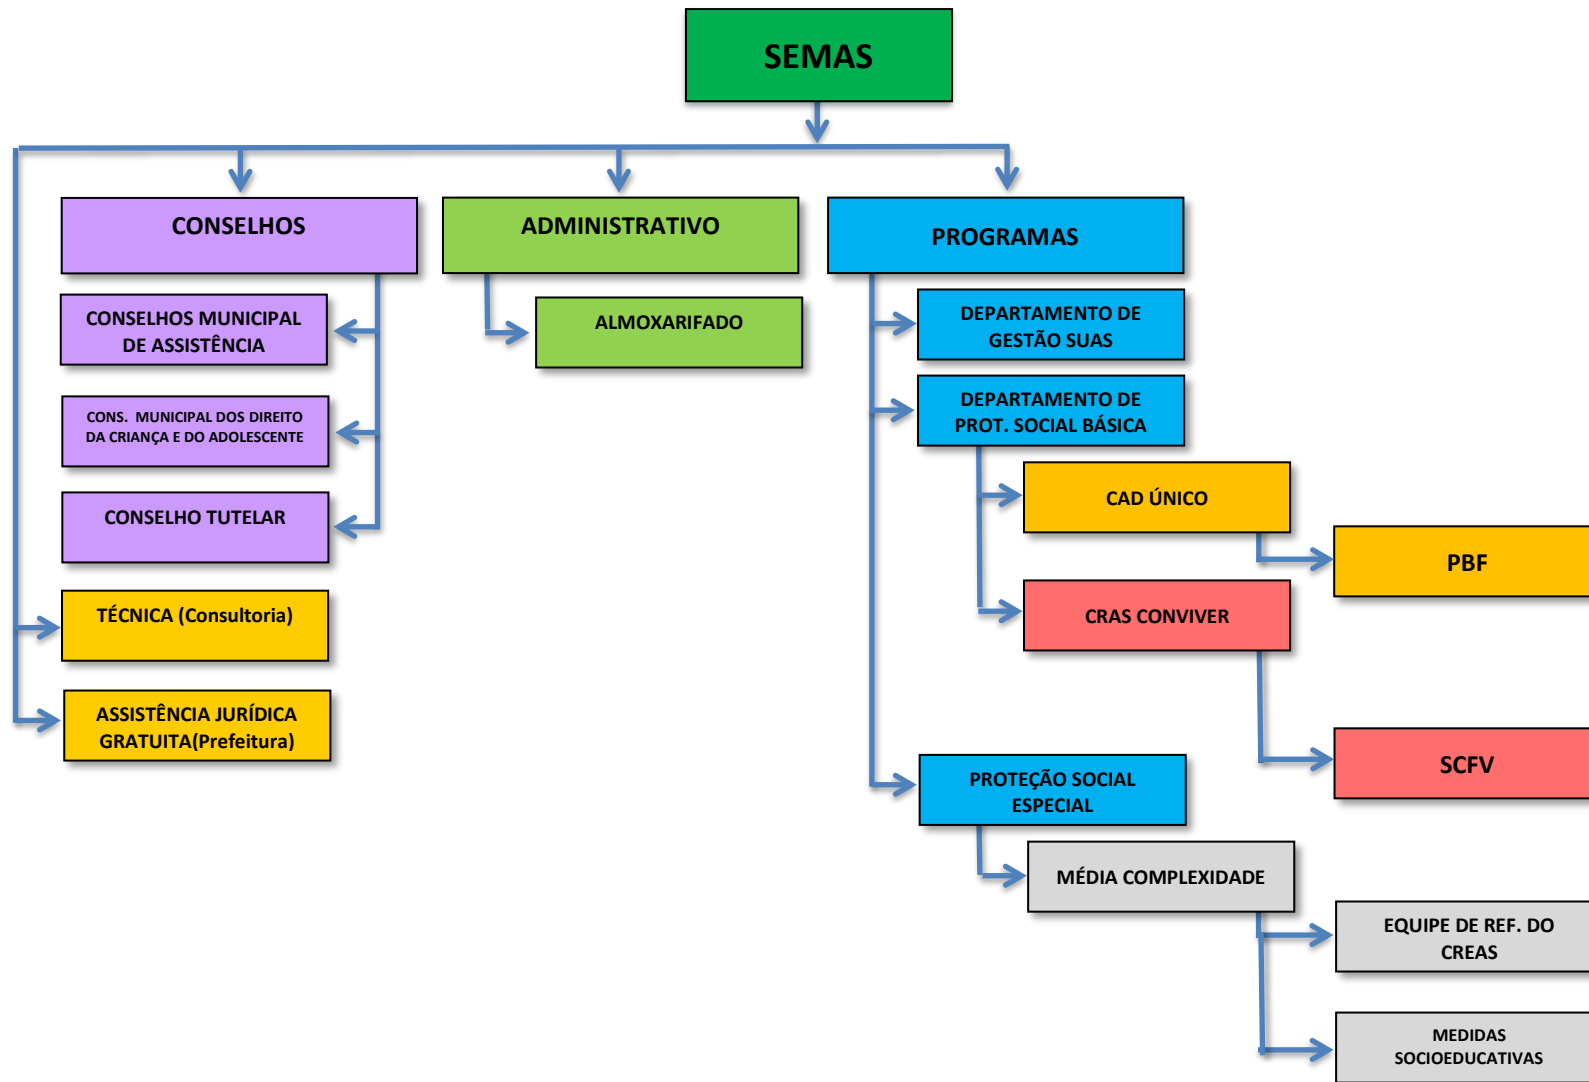 SEMAS
CONSELHOS
ADMINISTRATIVO
PROGRAMAS
CONSELHOS MUNICIPAL
DE ASSISTÊNCIA
CONS. MUNICIPAL DOS DIREITO
DA CRIANÇA E DO ADOLESCENTE
CONSELHO TUTELAR
TÉCNICA (Consultoria)
ASSISTÊNCIA JURÍDICA
GRATUITA(Prefeitura)
ALMOXARIFADO
DEPARTAMENTO DE
GESTÃO SUAS
DEPARTAMENTO DE
PROT. SOCIAL BÁSICA
CAD ÚNICO
PBF
CRAS CONVIVER
SCFV
PROTEÇÃO SOCIAL
ESPECIAL
MÉDIA COMPLEXIDADE
EQUIPE DE REF. DO
CREAS
MEDIDAS
SOCIOEDUCATIVAS